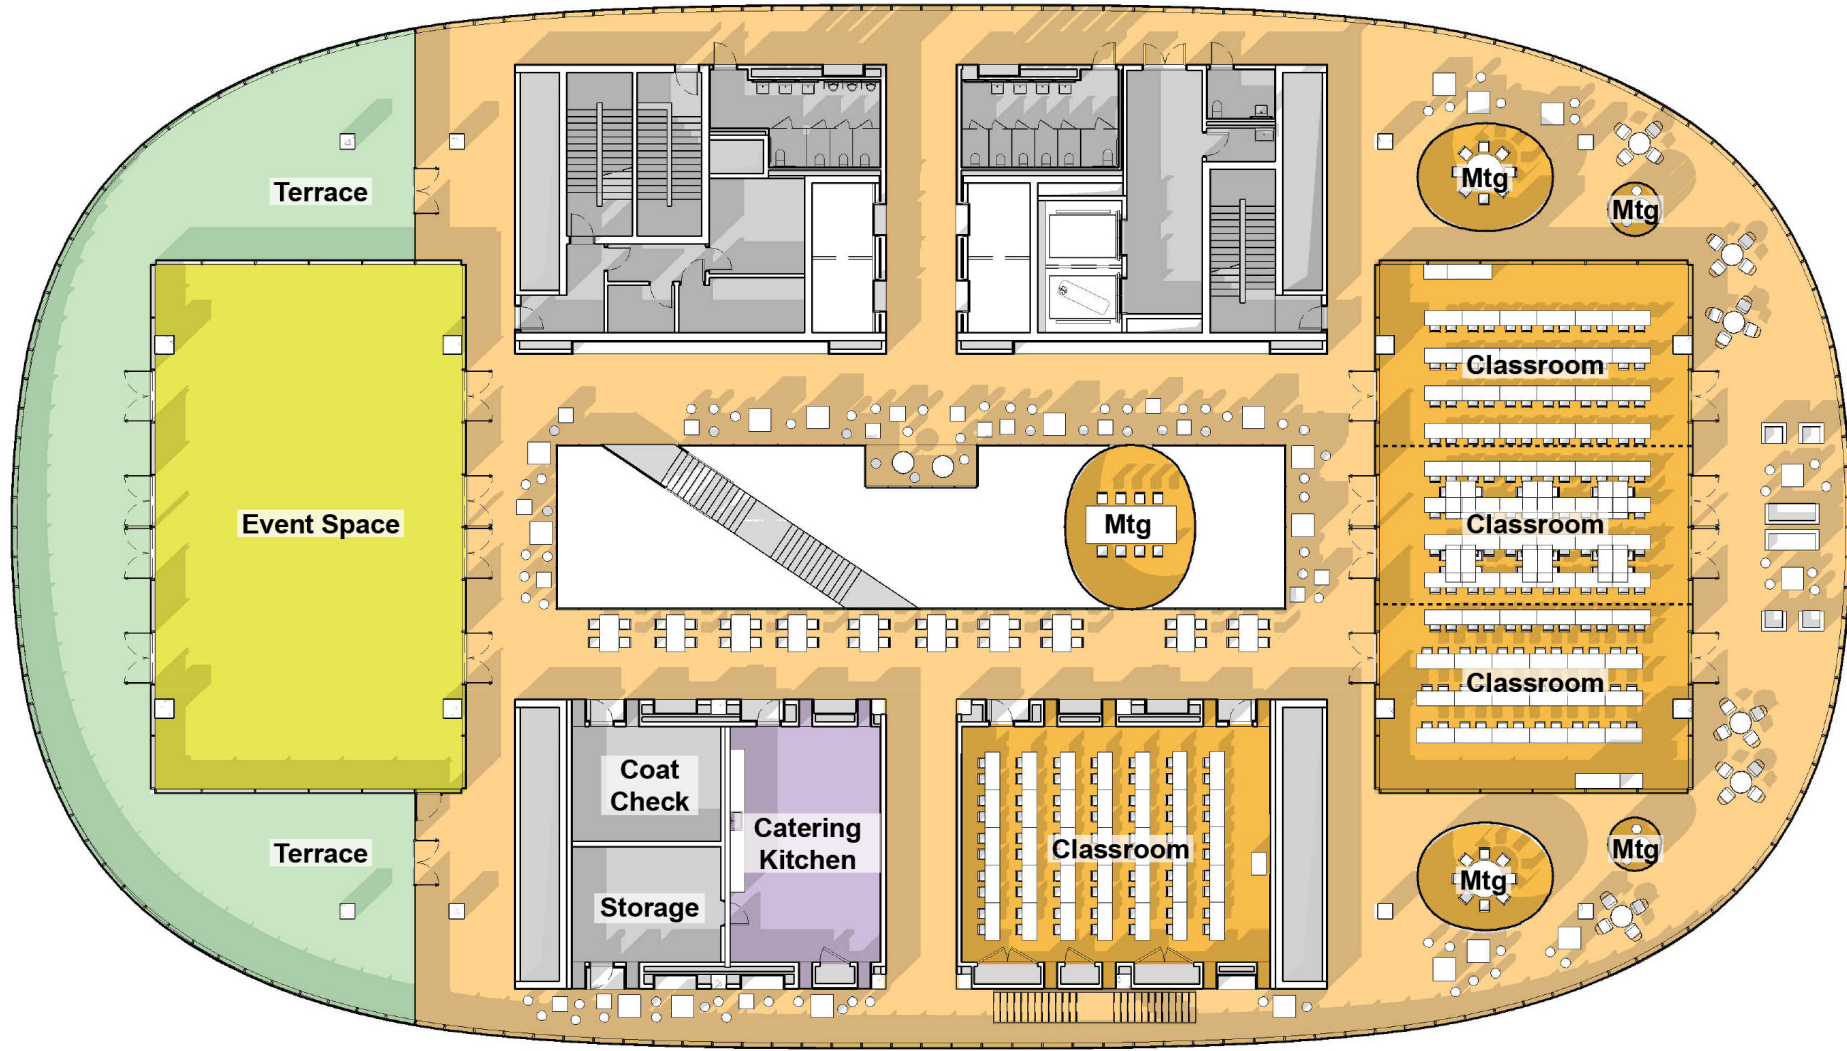 Terrace
Mtg
Mtg
Classroom
Event Space
Mtg
Classroom
Classroom
Coat
Check
Catering
Kitchen
Storage
Classroom
Terrace
Mtg
Mtg